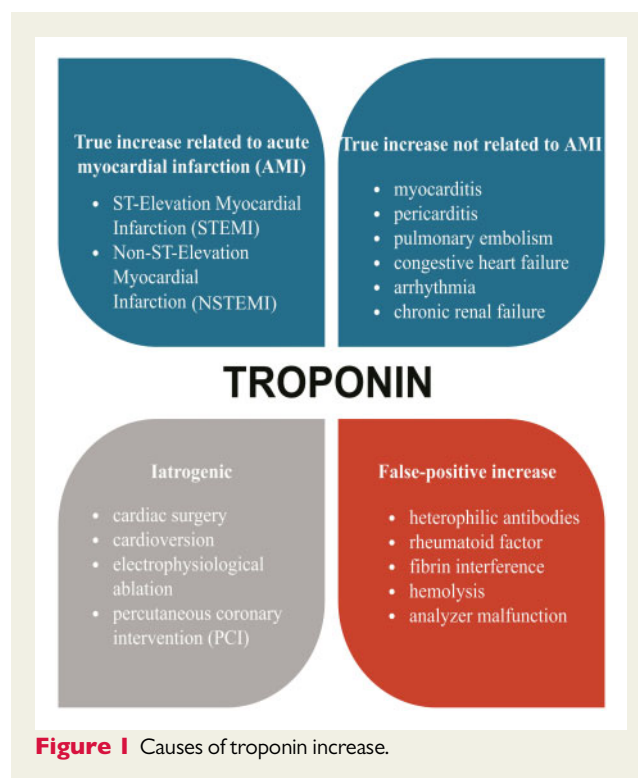 True increase related to acute
myocardial infarction (AMI)
• ST-Elevation Myocardial
Infarction (STEMI)
• Non-ST-Elevation
Myocardial
Infarction (NSTEMI)
True increase not related to AMI
• myocarditis
• pericarditis
• pulmonary embolism
• congestive heart failure
• arrhythmia
• chronic renal failure
TROPONIN
Iatrogenic
• cardiac surgery
• cardioversion
• electrophysiological
ablation
• percutaneous coronary
intervention (PCI)
False-positive increase
• heterophilic antibodies
• rheumatoid factor
• fibrin interference
• hemolysis
• analyzer malfunction
Figure 1 Causes of troponin increase.